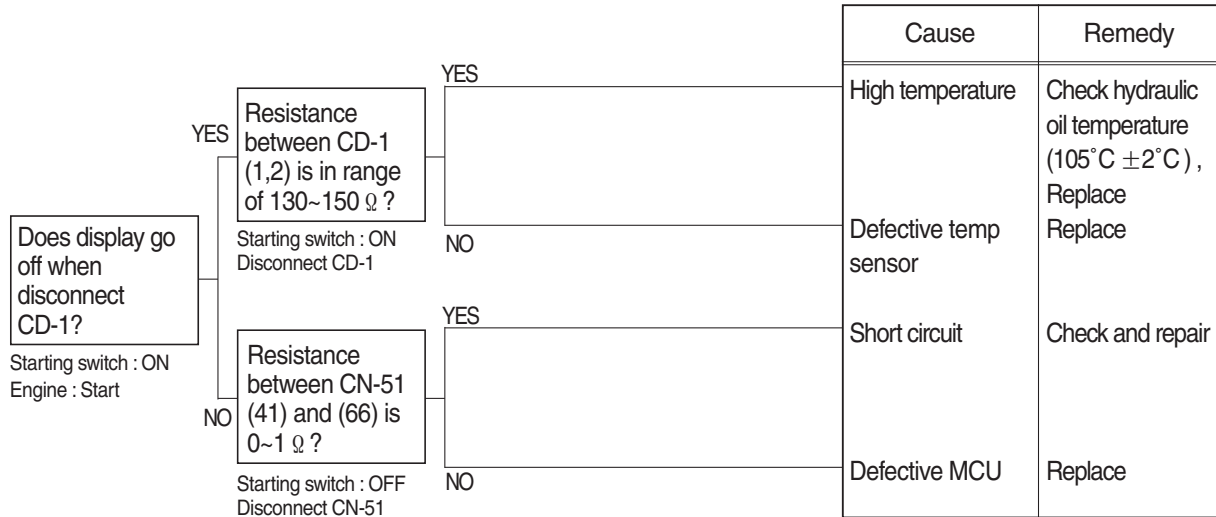 Cause
Remedy
YES
High temperature
Check hydraulic
oil temperature
(105˚C ±2˚C) ,
Replace
YES
Resistance
between CD-1
(1,2) is in range
of 130~150 Ω ?
Starting switch : ON
Disconnect CD-1
NO
Defective temp
sensor
Replace
Does display go
off when
disconnect
CD-1?
Starting switch : ON
Engine : Start
YES
Short circuit
Check and repair
NO
Resistance
between CN-51
(41) and (66) is
0~1 Ω ?
Starting switch : OFF
Disconnect CN-51
NO
Defective MCU
Replace